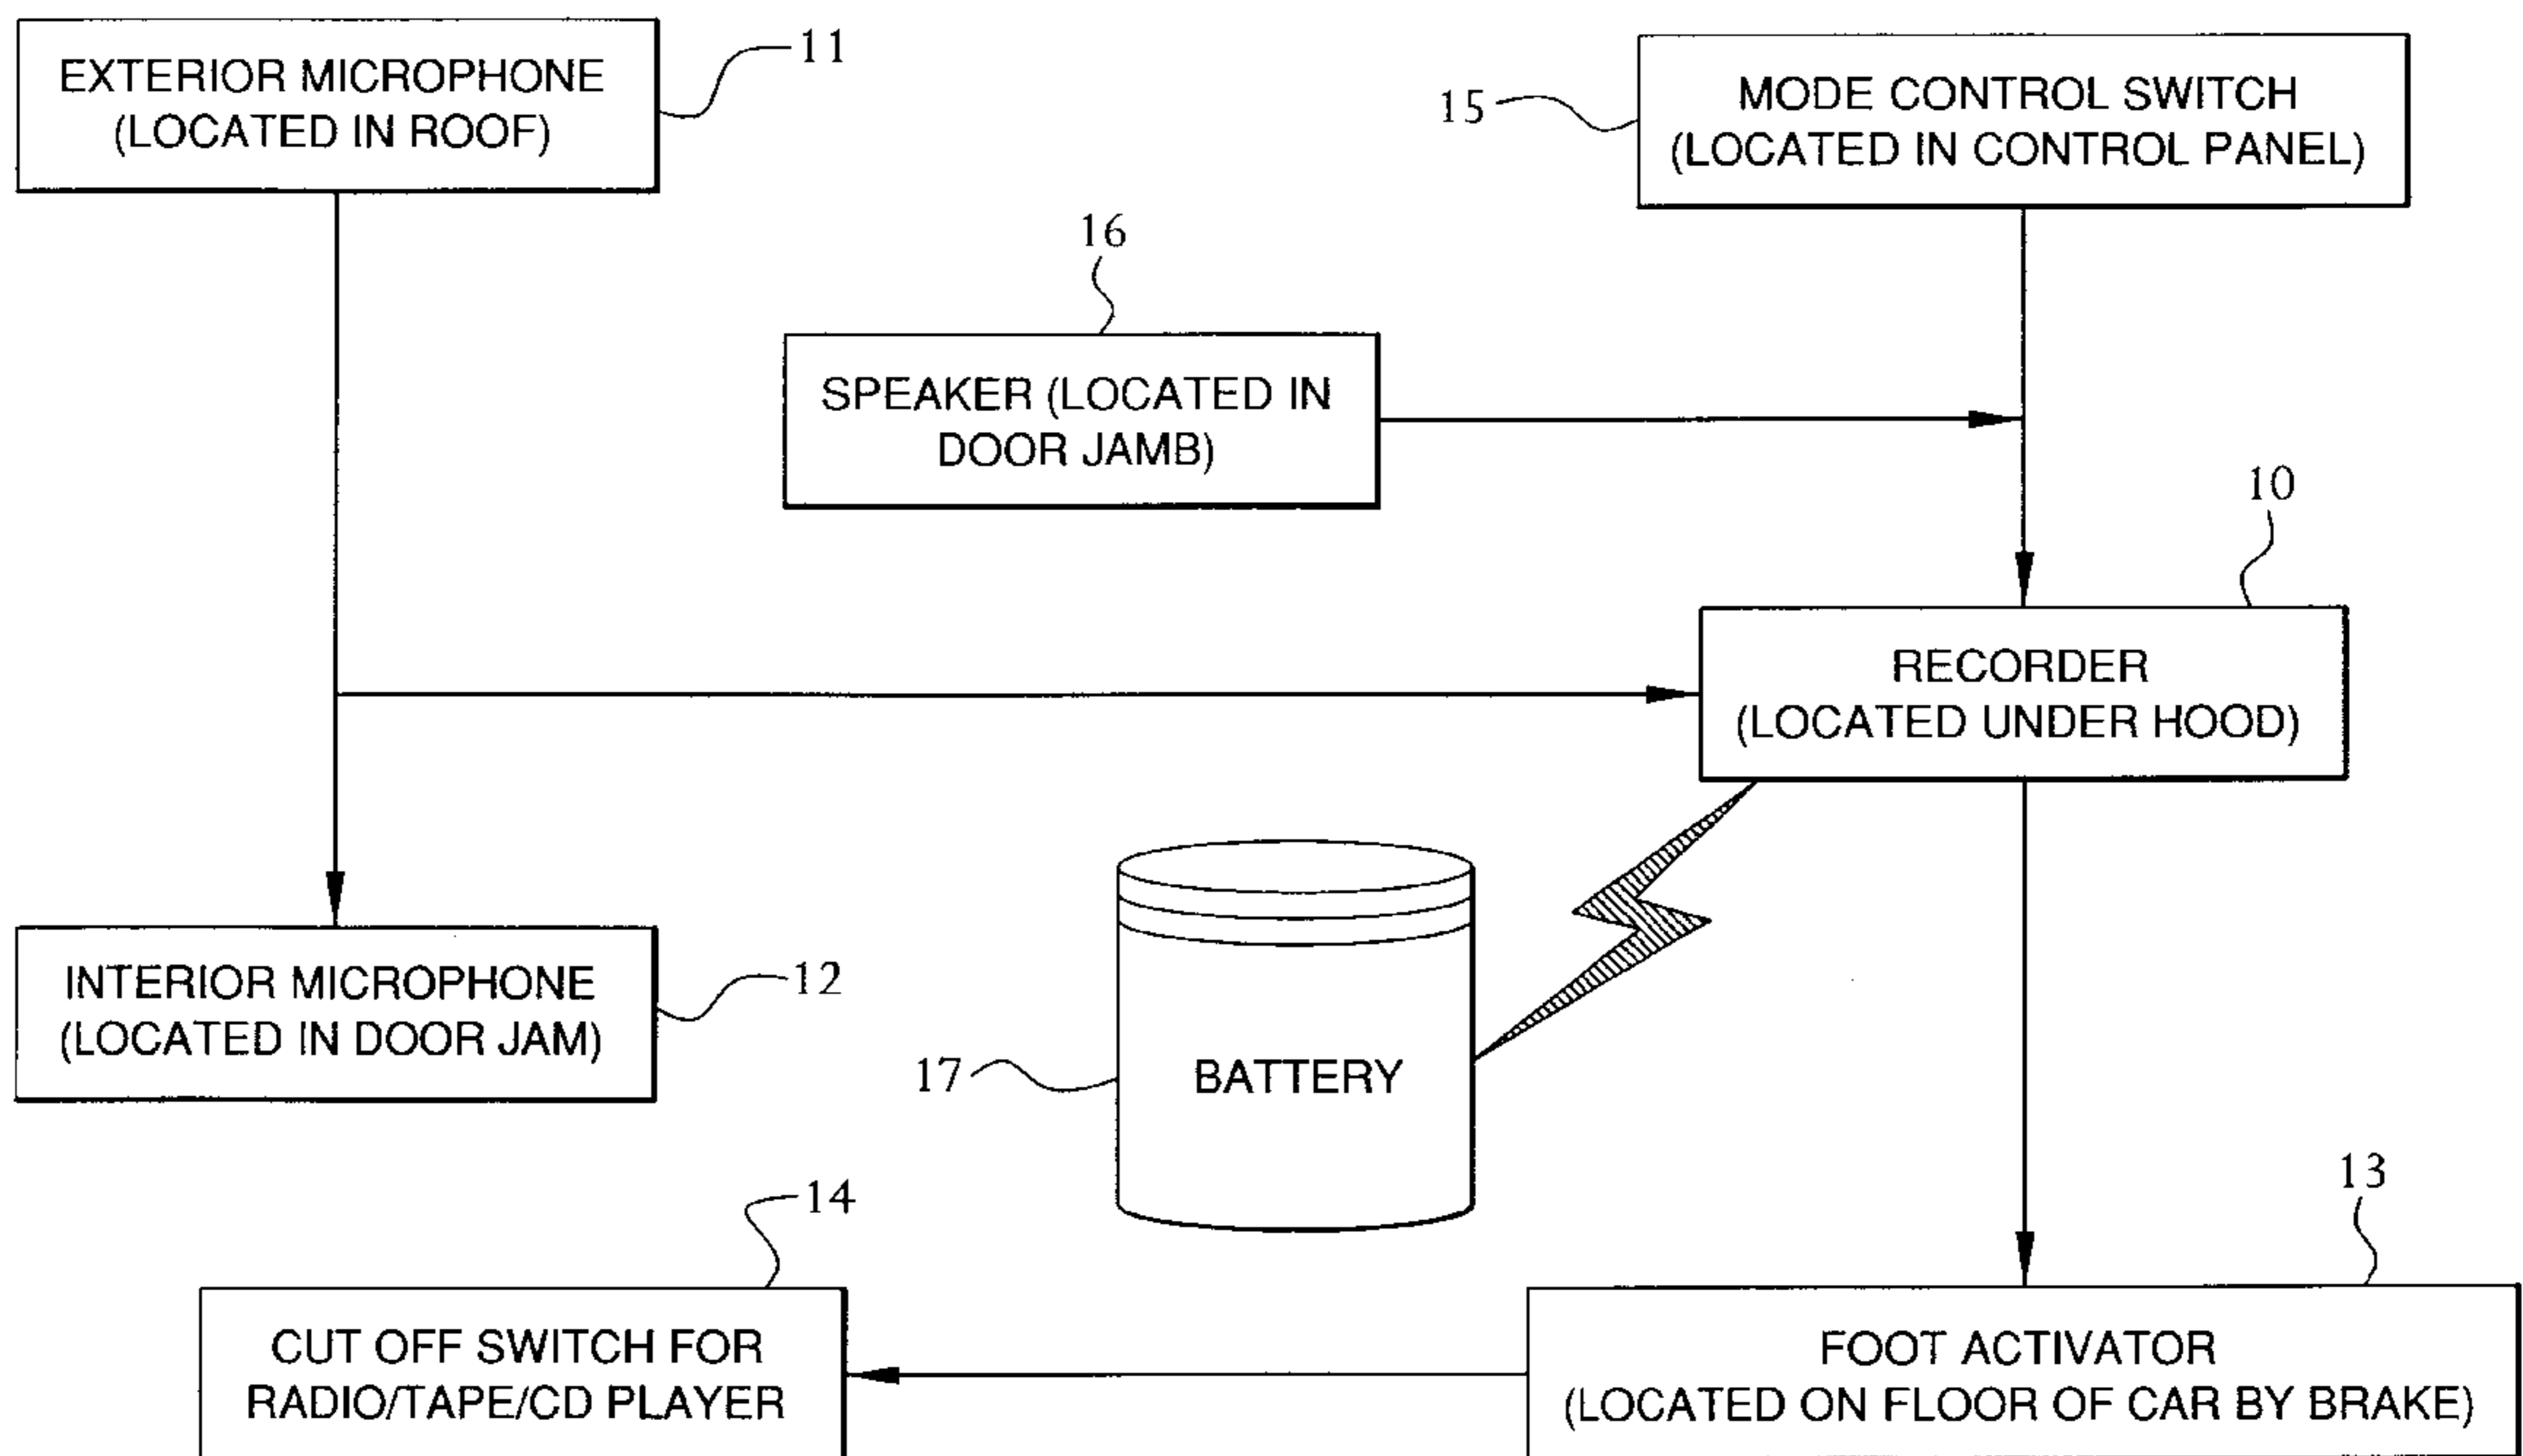 EXTERIOR MICROPHONE
(LOCATED IN ROOF)
11
15
MODE CONTROL SWITCH
(LOCATED IN CONTROL PANEL)
16
SPEAKER (LOCATED IN
DOOR JAMB)
10
RECORDER
(LOCATED UNDER HOOD)
INTERIOR MICROPHONE
(LOCATED IN DOOR JAM)
12
17
BATTERY
14
CUT OFF SWITCH FOR
RADIO/TAPE/CD PLAYER
13
FOOT ACTIVATOR
(LOCATED ON FLOOR OF CAR BY BRAKE)